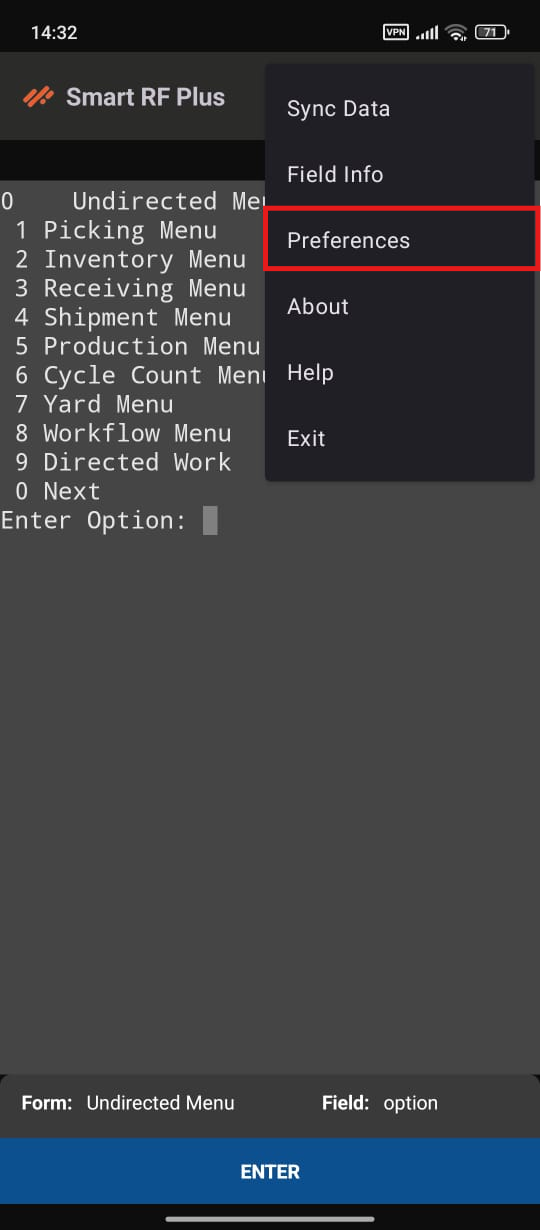 14:32
VPN
71
Smart RF Plus
Sync Data
Field Info
Preferences
About
Help
Exit
0    Undirected Me
1 Picking Menu
2 Inventory Menu
3 Receiving Menu
4 Shipment Menu
5 Production Menu
6 Cycle Count Menu
7 Yard Menu
8 Workflow Menu
9 Directed Work
0 Next
Enter Option:
Form: Undirected Menu Field: option
ENTER